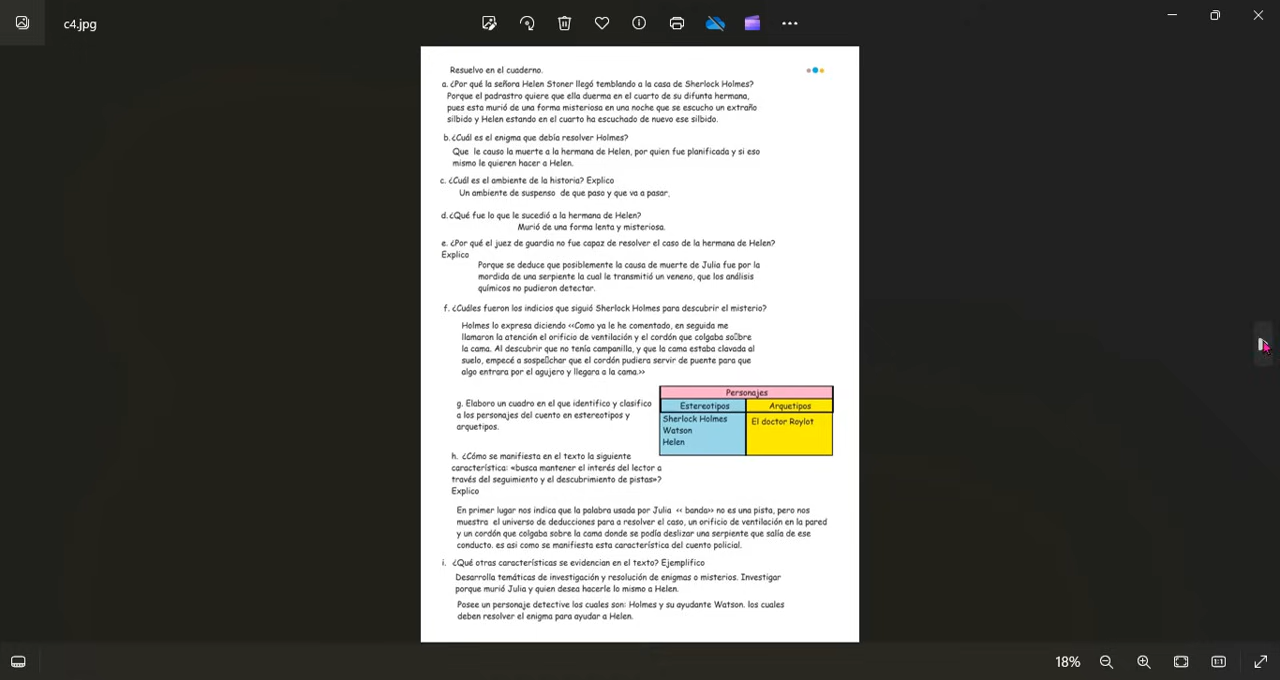 c4.jpg
Resuelvo en el cuaderno.
a. ¿Por qué la señora Helen Stoner llegó temblando a la casa de Sherlock Holmes?
Porque el padrastro quiere que ella duerma en el cuarto de su difunta hermana,
pues esta murió de una forma misteriosa en una noche que se escucho un extraño
silbido y Helen estando en el cuarto ha escuchado de nuevo ese silbido.
b. ¿Cuál es el enigma que debía resolver Holmes?
Que le causo la muerte a la hermana de Helen, por quien fue planificada y si eso
mismo le quieren hacer a Helen.
c. ¿Cuál es el ambiente de la historia? Explico
Un ambiente de suspenso de que paso y que va a pasar,
d. ¿Qué fue lo que le sucedió a la hermana de Helen?
Murió de una forma lenta y misteriosa.
e. ¿Por qué el juez de guardia no fue capaz de resolver el caso de la hermana de Helen?
Explico
Porque se deduce que posiblemente la causa de muerte de Julia fue por la
mordida de una serpiente la cual le transmitió un veneno, que los análisis
químicos no pudieron detectar.
f. ¿Cuáles fueron los indicios que siguió Sherlock Holmes para descubrir el misterio?
Holmes lo expresa diciendo <<Como ya le he comentado, en seguida me
llamaron la atención el orificio de ventilación y el cordón que colgaba so▯bre
la cama. Al descubrir que no tenía campanilla, y que la cama estaba clavada al
suelo, empecé a sospe▯char que el cordón pudiera servir de puente para que
algo entrara por el agujero y llegara a la cama.>>
g. Elaboro un cuadro en el que identifico y clasifico
a los personajes del cuento en estereotipos y
arquetipos.
Personajes
Estereotipos Arquetipos
Sherlock Holmes El doctor Roylot
Watson
Helen
h. ¿Cómo se manifiesta en el texto la siguiente
característica: «busca mantener el interés del lector a
través del seguimiento y el descubrimiento de pistas»?
Explico
En primer lugar nos indica que la palabra usada por Julia << banda>> no es una pista, pero nos
muestra el universo de deducciones para a resolver el caso, un orificio de ventilación en la pared
y un cordón que colgaba sobre la cama donde se podía deslizar una serpiente que salía de ese
conducto. es asi como se manifiesta esta característica del cuento policial.
i. ¿Qué otras características se evidencian en el texto? Ejemplifico
Desarrolla temáticas de investigación y resolución de enigmas o misterios. Investigar
porque murió Julia y quien desea hacerle lo mismo a Helen.
Posee un personaje detective los cuales son: Holmes y su ayudante Watson. los cuales
deben resolver el enigma para ayudar a Helen.
18%